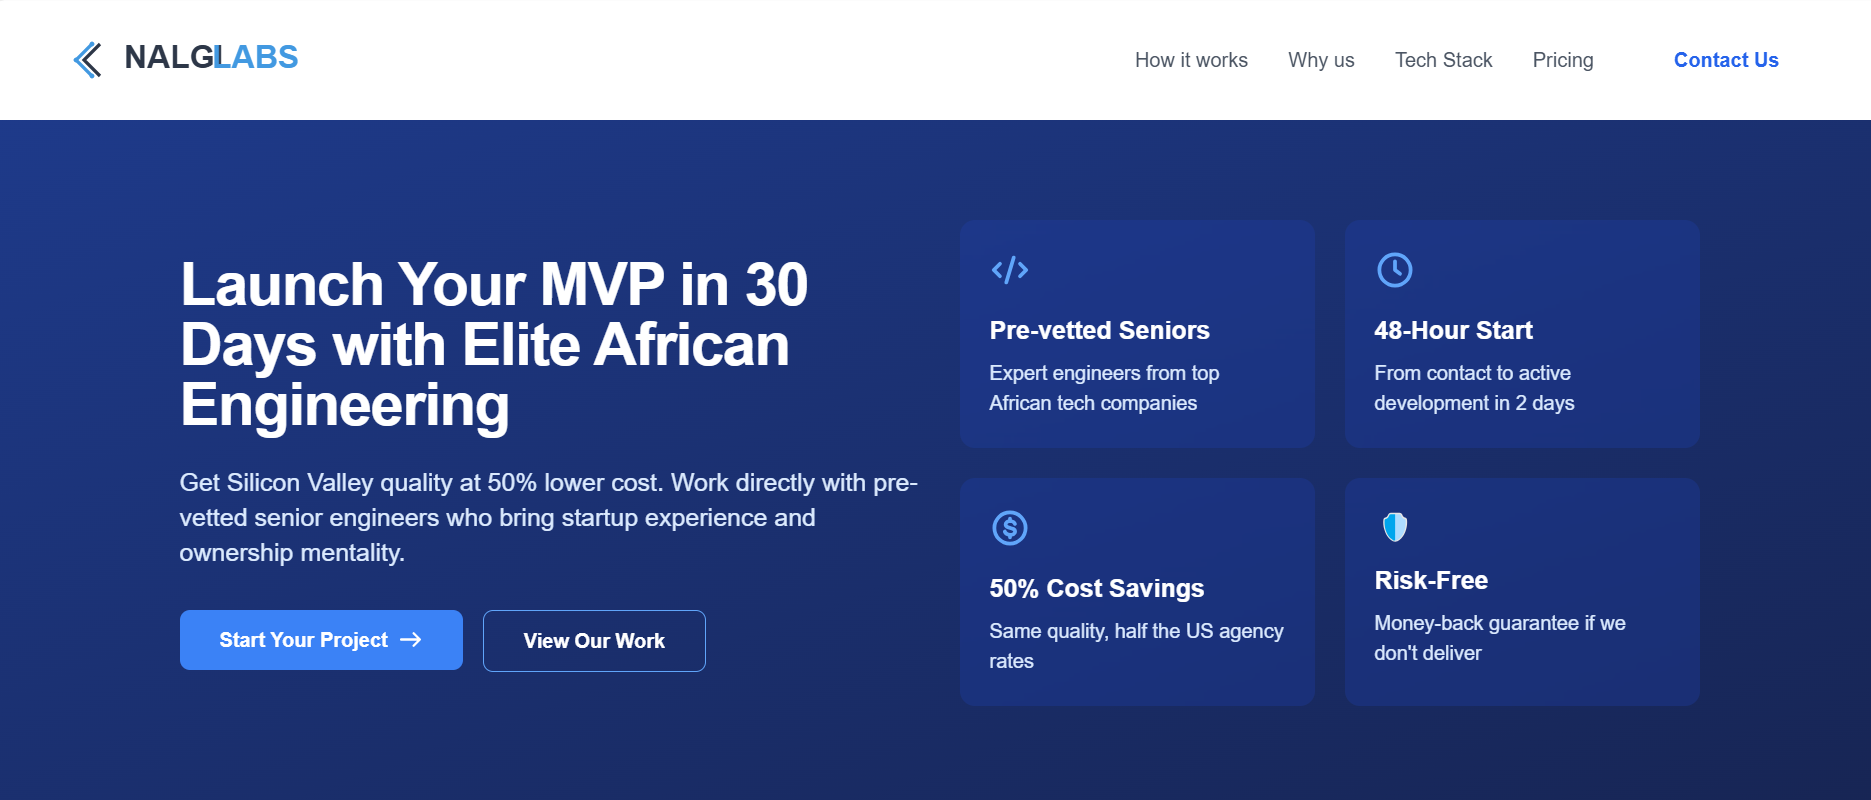 NALGLABS
How it works
Why us
Tech Stack
Pricing
Contact Us
Launch Your MVP in 30
Days with Elite African
Engineering
Get Silicon Valley quality at 50% lower cost. Work directly with pre-
vetted senior engineers who bring startup experience and
ownership mentality.
Start Your Project →
View Our Work
Pre-vetted Seniors
Expert engineers from top
African tech companies
48-Hour Start
From contact to active
development in 2 days
50% Cost Savings
Same quality, half the US agency
rates
Risk-Free
Money-back guarantee if we
don't deliver